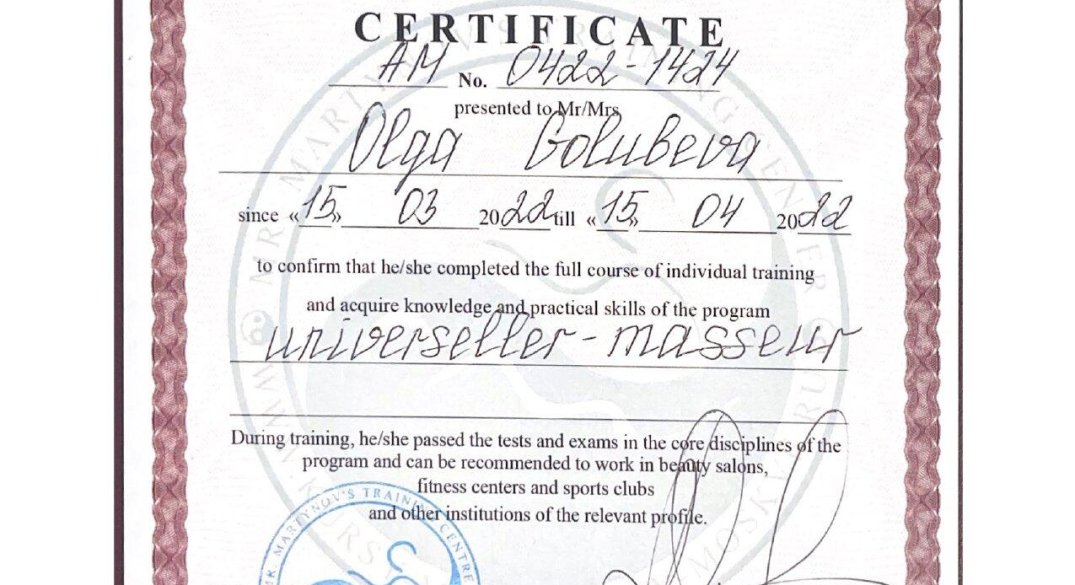 CERTIFICATE
AM No. 0422-1424
presented to Mr/Mrs
Olga Golubeva
since «15» 03 2022 till «15» 04 2022
to confirm that he/she completed the full course of individual training
and acquire knowledge and practical skills of the program
universeller-masseur
During training, he/she passed the tests and exams in the core disciplines of the
program and can be recommended to work in beauty salons,
fitness centers and sports clubs
and other institutions of the relevant profile.
MR. MARTYNOV'S TRAINING CENTRE